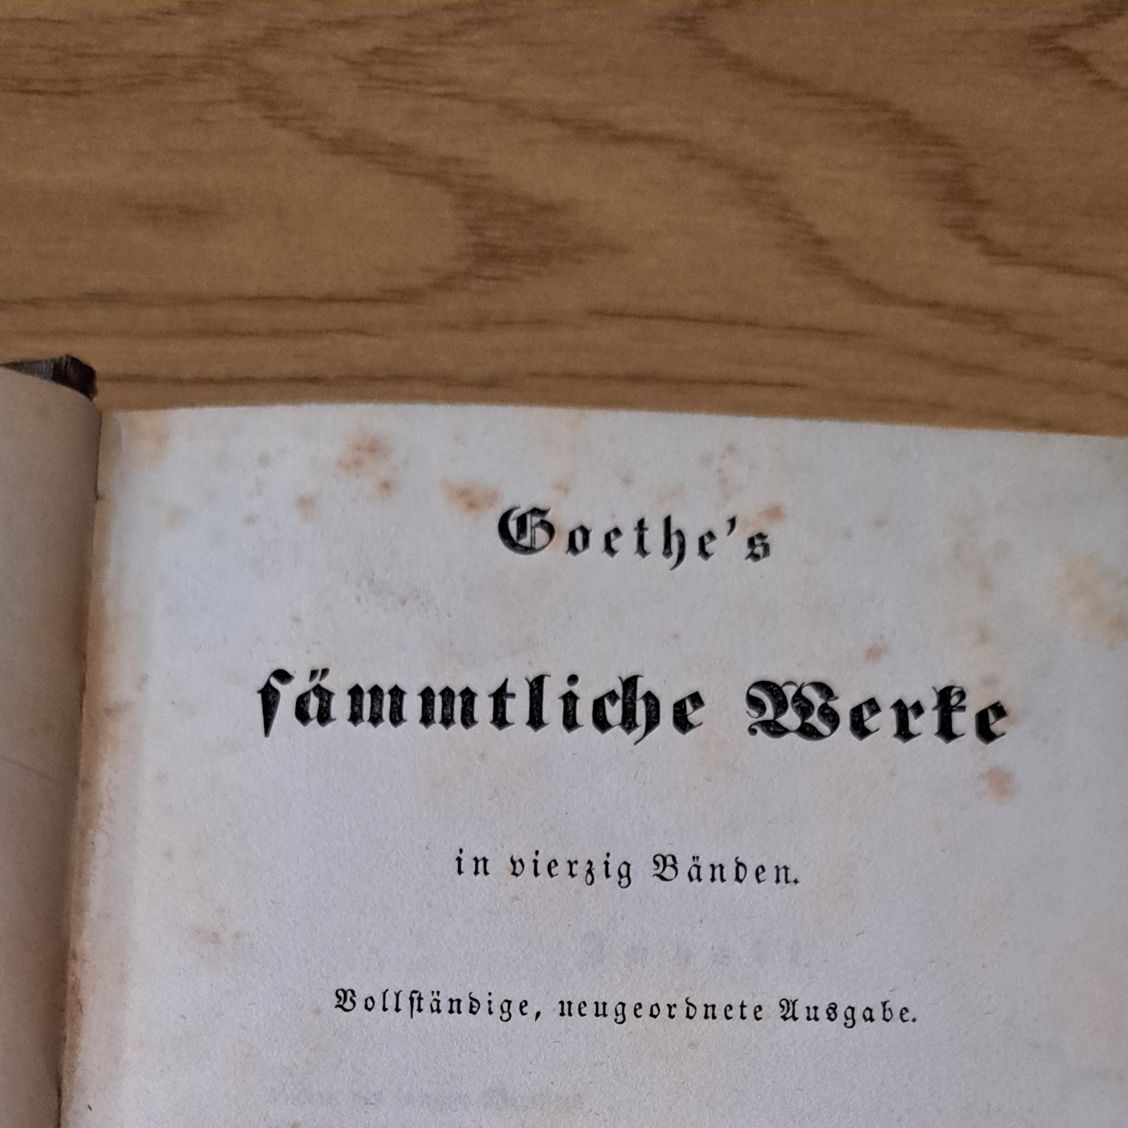 Goethe's
ſämmtliche Werke
in vierzig Bänden.
Vollſtändige, neugeordnete Ausgabe.